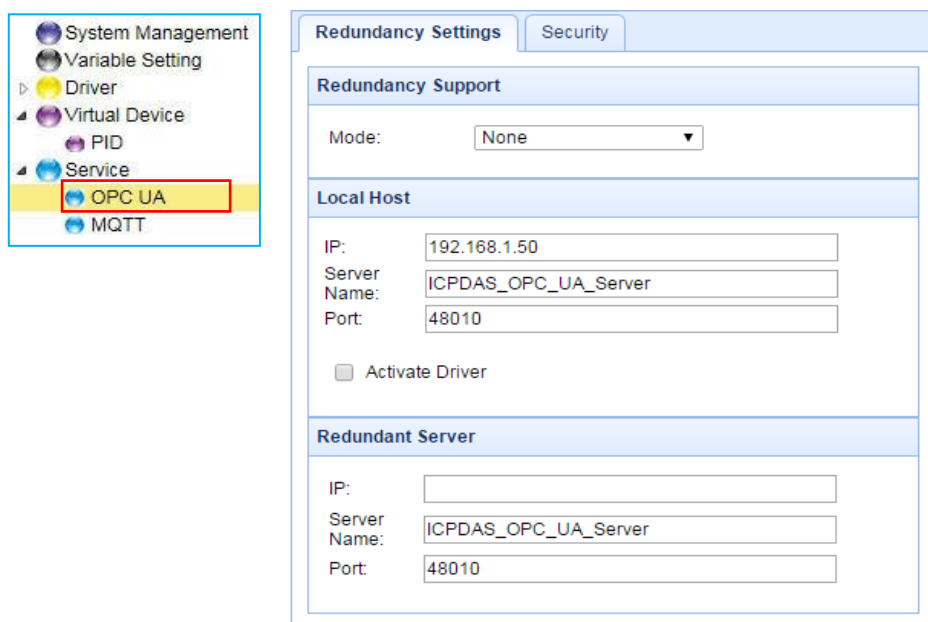 System Management
Variable Setting
Driver
Virtual Device
PID
Service
OPC UA
MQTT
Redundancy Settings
Security
Redundancy Support
Mode:
None
Local Host
IP:
192.168.1.50
Server
Name:
ICPDAS_OPC_UA_Server
Port:
48010
Activate Driver
Redundant Server
IP:
Server
Name:
ICPDAS_OPC_UA_Server
Port:
48010